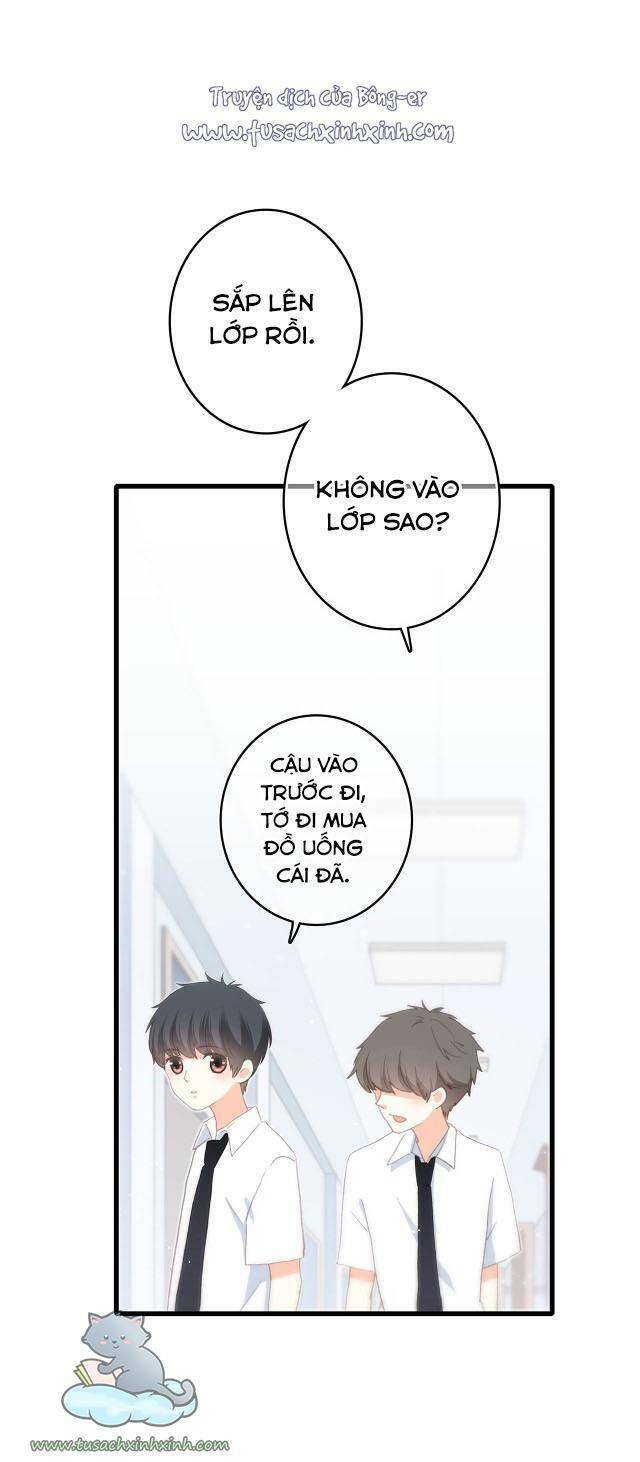 Truyện dịch của Bông-er
www.tusachxinhxinh.com
SẮP LÊN
LỚP RỒI.
KHÔNG VÀO
LỚP SAO?
CẬU VÀO
TRƯỚC ĐI,
TỚ ĐI MUA
ĐỒ UỐNG
CÁI ĐÃ.
www.tusachxinhxinh.com